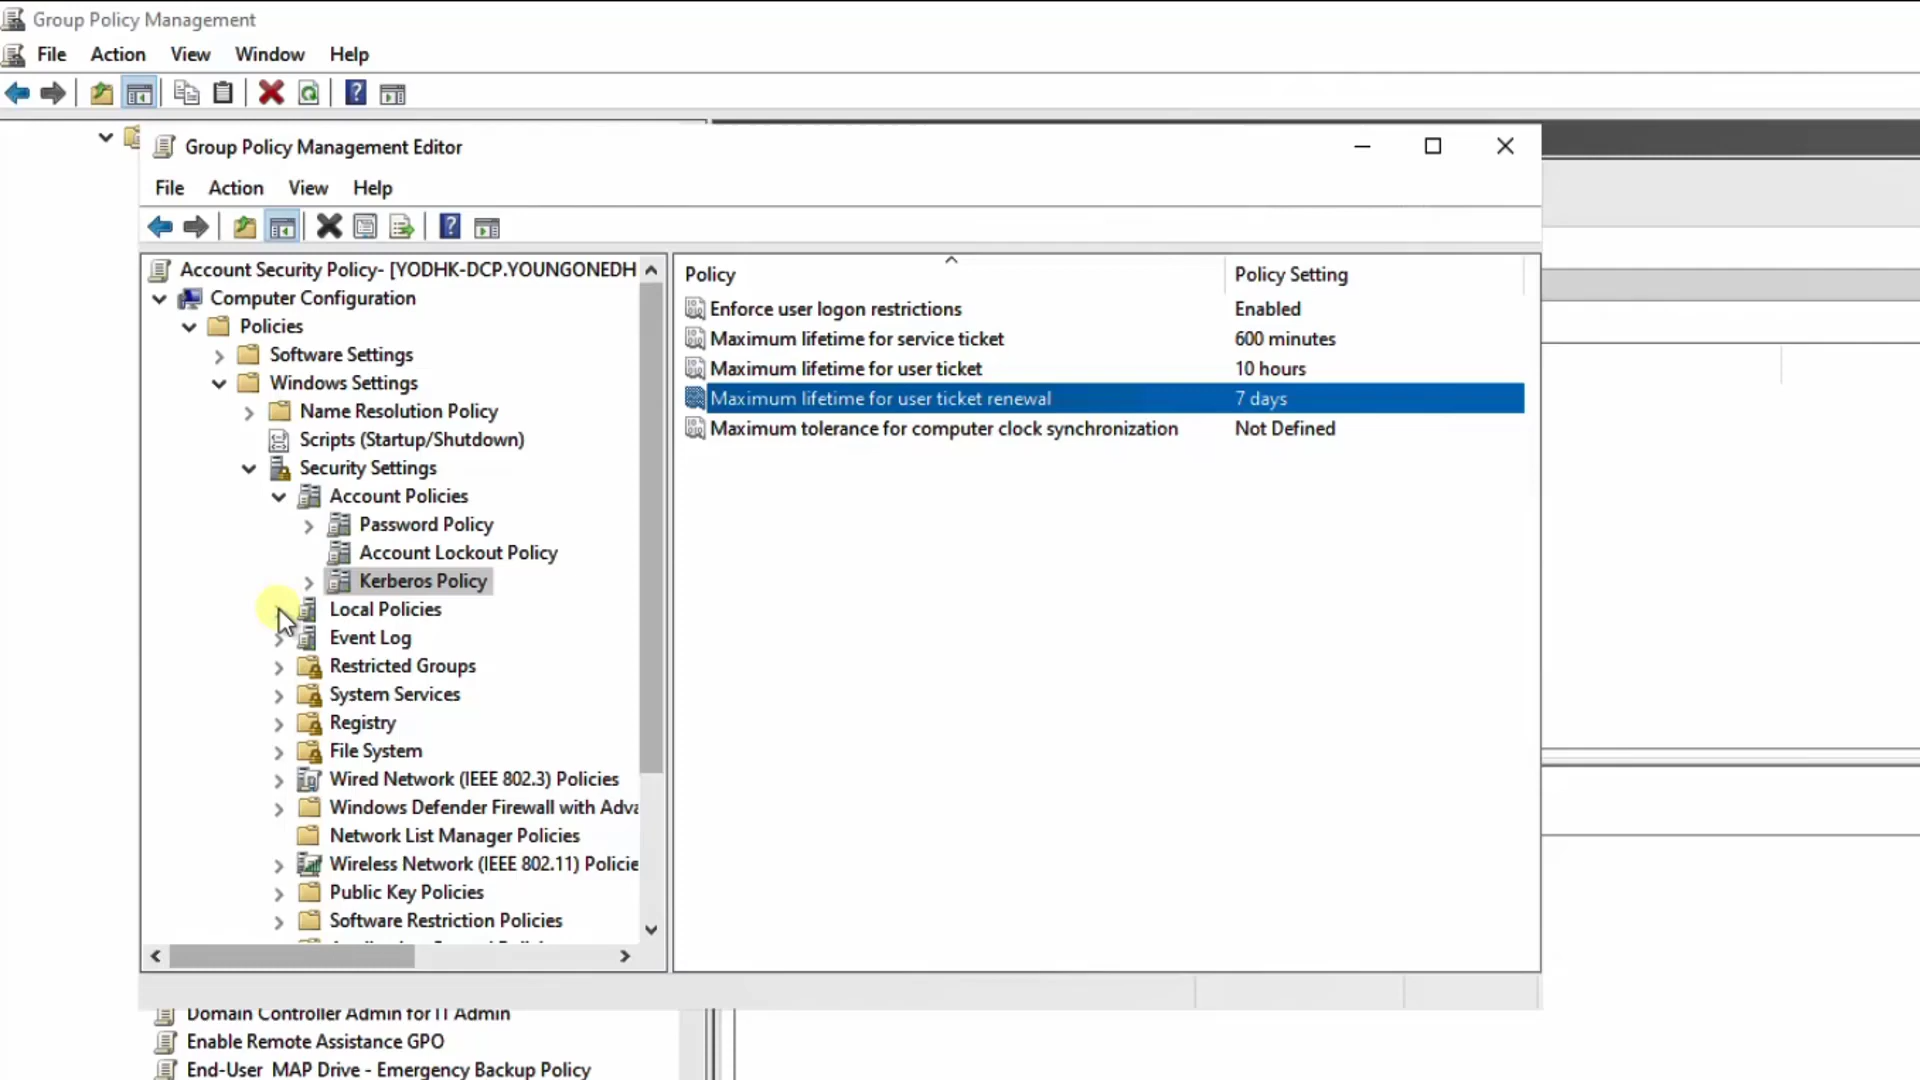 Group Policy Management
File Action View Window Help
Group Policy Management Editor
File Action View Help
Account Security Policy- [YODHK-DCP.YOUNGONEDH
Computer Configuration
Policies
Software Settings
Windows Settings
Name Resolution Policy
Scripts (Startup/Shutdown)
Security Settings
Account Policies
Password Policy
Account Lockout Policy
Kerberos Policy
Local Policies
Event Log
Restricted Groups
System Services
Registry
File System
Wired Network (IEEE 802.3) Policies
Windows Defender Firewall with Adva
Network List Manager Policies
Wireless Network (IEEE 802.11) Policie
Public Key Policies
Software Restriction Policies
Policy Policy Setting
Enforce user logon restrictions Enabled
Maximum lifetime for service ticket 600 minutes
Maximum lifetime for user ticket 10 hours
Maximum lifetime for user ticket renewal 7 days
Maximum tolerance for computer clock synchronization Not Defined
Domain Controller Admin for IT Admin
Enable Remote Assistance GPO
End-User MAP Drive - Emergency Backup Policy